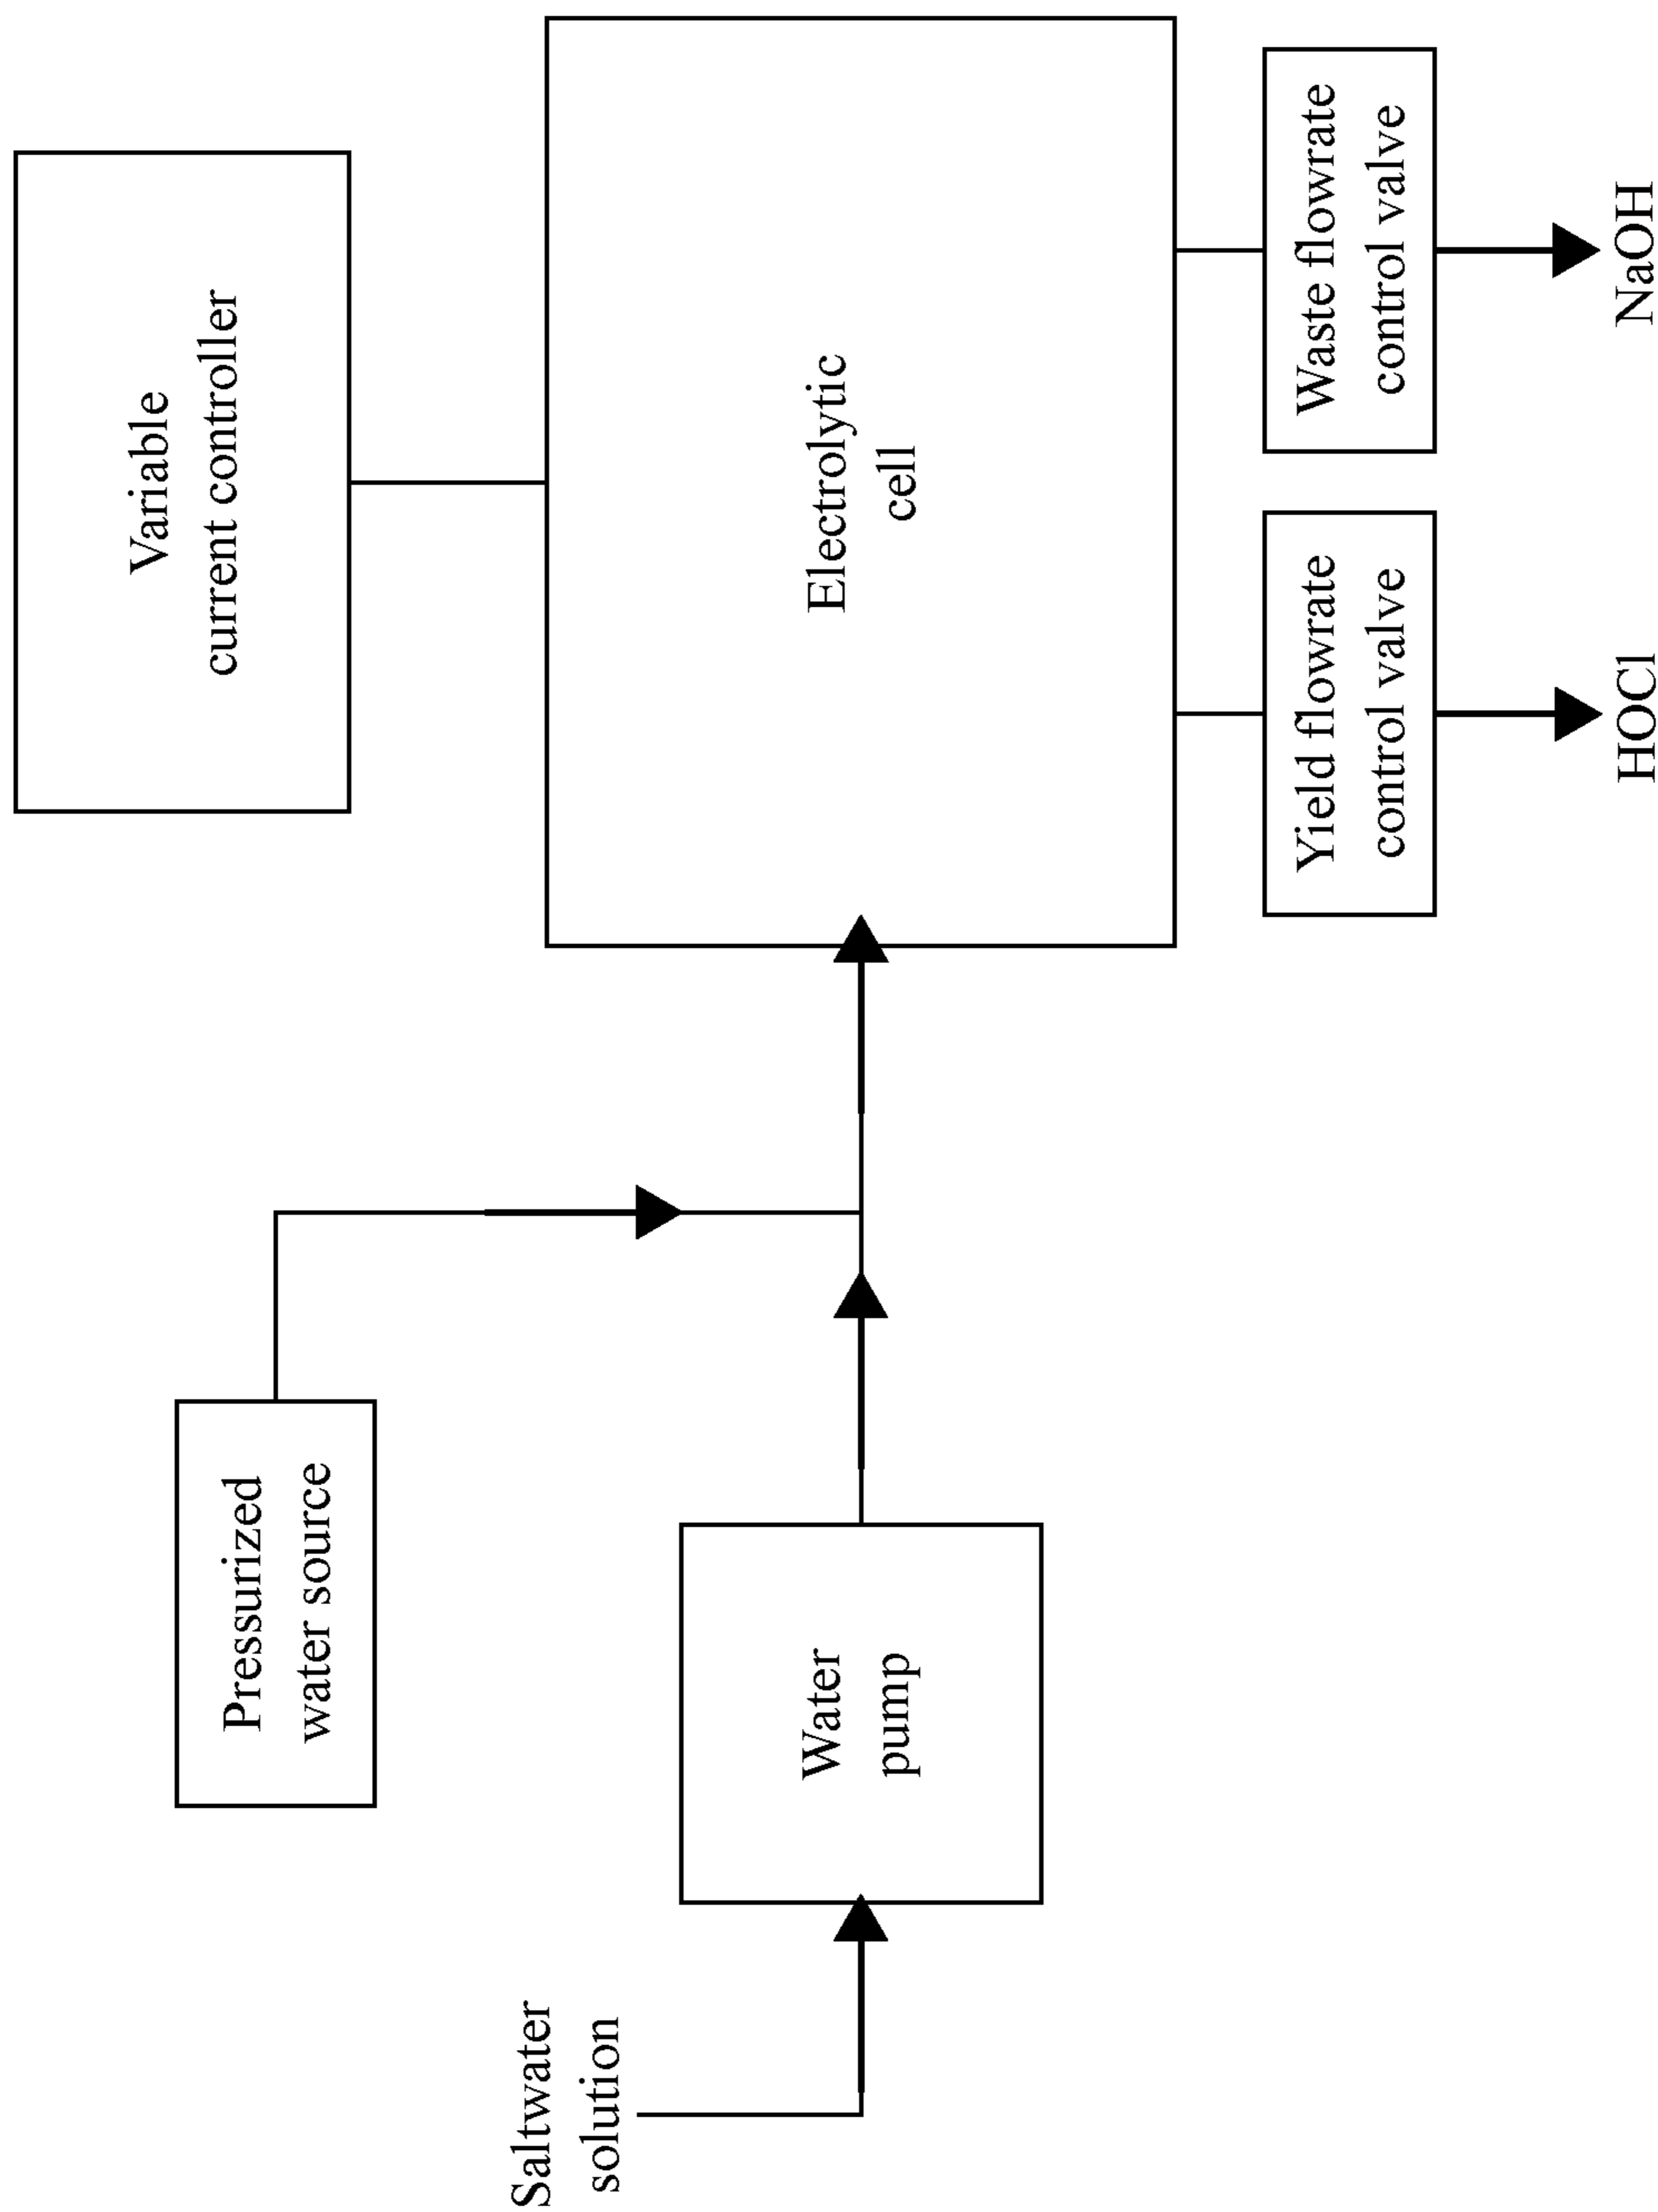 Variable
current controller
Pressurized
water source
Saltwater
solution
Water
pump
Electrolytic
cell
Yield flowrate
control valve
Waste flowrate
control valve
HOCl
NaOH